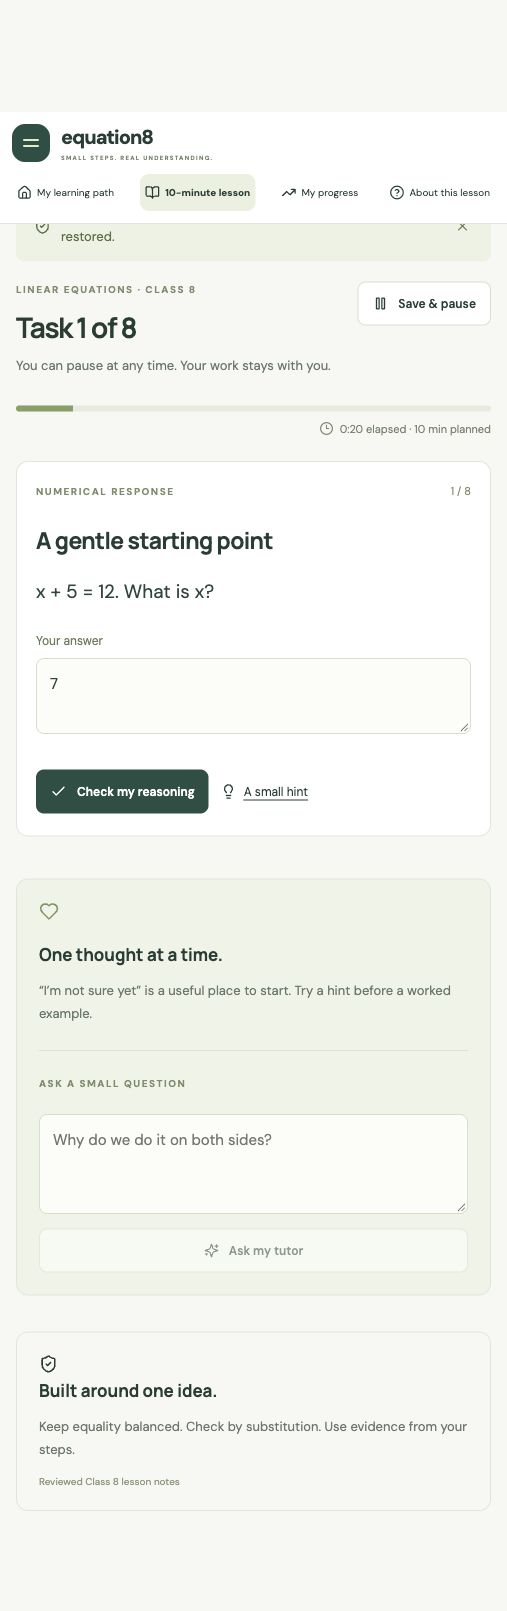 equation8
SMALL STEPS. REAL UNDERSTANDING.
My learning path
10-minute lesson
My progress
About this lesson
restored.
LINEAR EQUATIONS · CLASS 8
Save & pause
Task 1 of 8
You can pause at any time. Your work stays with you.
0:20 elapsed · 10 min planned
NUMERICAL RESPONSE
1 / 8
A gentle starting point
x + 5 = 12. What is x?
Your answer
7
Check my reasoning
A small hint
One thought at a time.
“I’m not sure yet” is a useful place to start. Try a hint before a worked
example.
ASK A SMALL QUESTION
Why do we do it on both sides?
Ask my tutor
Built around one idea.
Keep equality balanced. Check by substitution. Use evidence from your
steps.
Reviewed Class 8 lesson notes